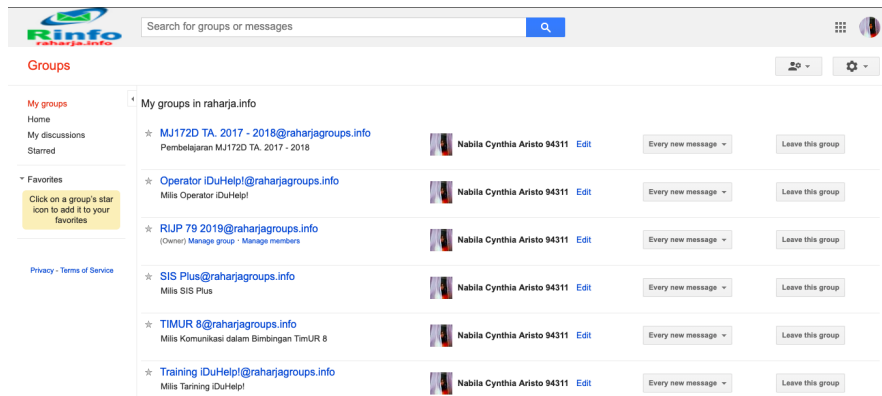 Rinfo
raharja.info
Search for groups or messages
Groups
My groups
Home
My discussions
Starred
Favorites
Click on a group's star
icon to add it to your
favorites
Privacy - Terms of Service
My groups in raharja.info
MJ172D TA. 2017 - 2018@raharjagroups.info
Pembelajaran MJ172D TA. 2017 - 2018
Nabila Cynthia Aristo 94311 Edit Every new message Leave this group
Operator iDuHelp!@raharjagroups.info
Milis Operator iDuHelp!
Nabila Cynthia Aristo 94311 Edit Every new message Leave this group
RIJP 79 2019@raharjagroups.info
(Owner) Manage group · Manage members
Nabila Cynthia Aristo 94311 Edit Every new message Leave this group
SIS Plus@raharjagroups.info
Milis SIS Plus
Nabila Cynthia Aristo 94311 Edit Every new message Leave this group
TIMUR 8@raharjagroups.info
Milis Komunikasi dalam Bimbingan TimUR 8
Nabila Cynthia Aristo 94311 Edit Every new message Leave this group
Training iDuHelp!@raharjagroups.info
Milis Tarining iDuHelp!
Nabila Cynthia Aristo 94311 Edit Every new message Leave this group